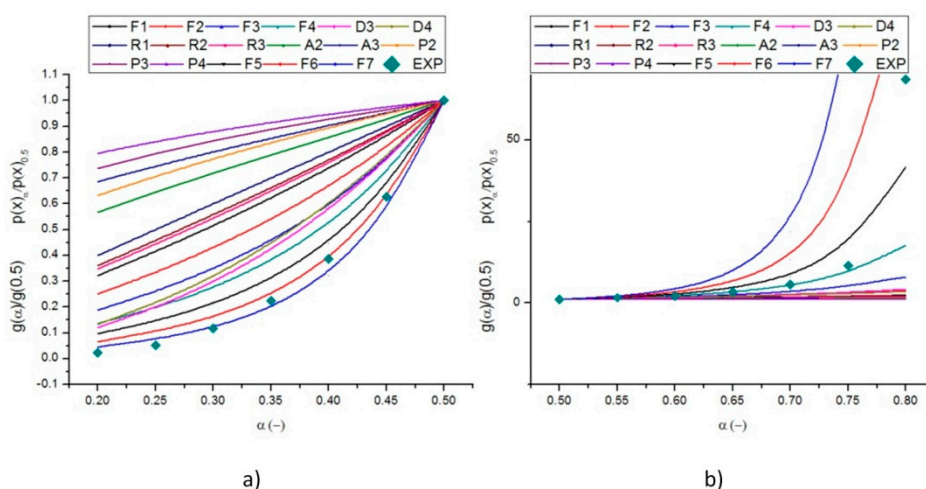 F1 F2 F3 F4 D3 D4
R1 R2 R3 A2 A3 P2
P3 P4 F5 F6 F7 EXP
g(α)/g(0.5) p(x)α/p(x)0.5
1.1
1.0
0.9
0.8
0.7
0.6
0.5
0.4
0.3
0.2
0.1
0.0
-0.1
0.20 0.25 0.30 0.35 0.40 0.45 0.50
α (–)
a)
F1 F2 F3 F4 D3 D4
R1 R2 R3 A2 A3 P2
P3 P4 F5 F6 F7 EXP
g(α)/g(0.5) p(x)α/p(x)0.5
50
0
0.50 0.55 0.60 0.65 0.70 0.75 0.80
α (–)
b)